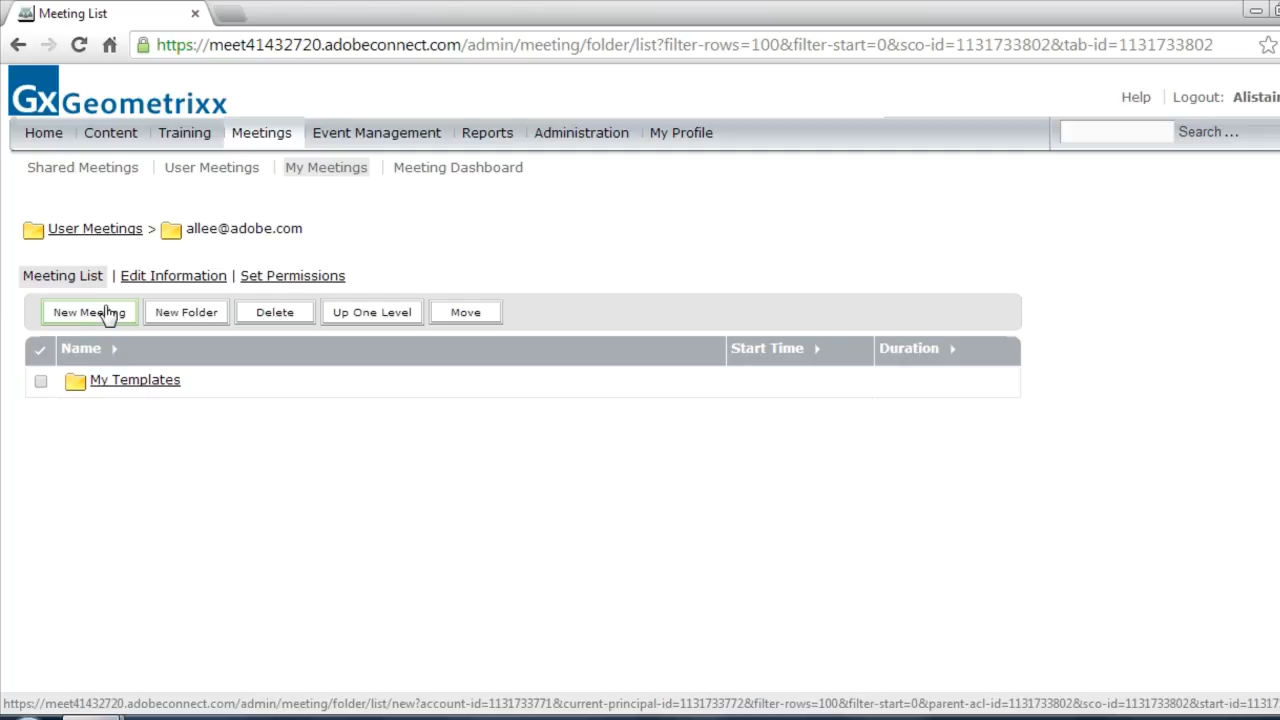 Meeting List
https://meet41432720.adobeconnect.com/admin/meeting/folder/list?filter-rows=100&filter-start=0&sco-id=1131733802&tab-id=1131733802
Gx Geometrixx
Help | Logout: Alistair
Home Content Training Meetings Event Management Reports Administration My Profile Search ...
Shared Meetings | User Meetings | My Meetings | Meeting Dashboard
User Meetings > allee@adobe.com
Meeting List | Edit Information | Set Permissions
New Meeting New Folder Delete Up One Level Move
Name Start Time Duration
My Templates
https://meet41432720.adobeconnect.com/admin/meeting/folder/list/new?account-id=1131733771&current-principal-id=1131733772&filter-rows=100&filter-start=0&parent-acl-id=1131733802&sco-id=1131733802&start-id=11317